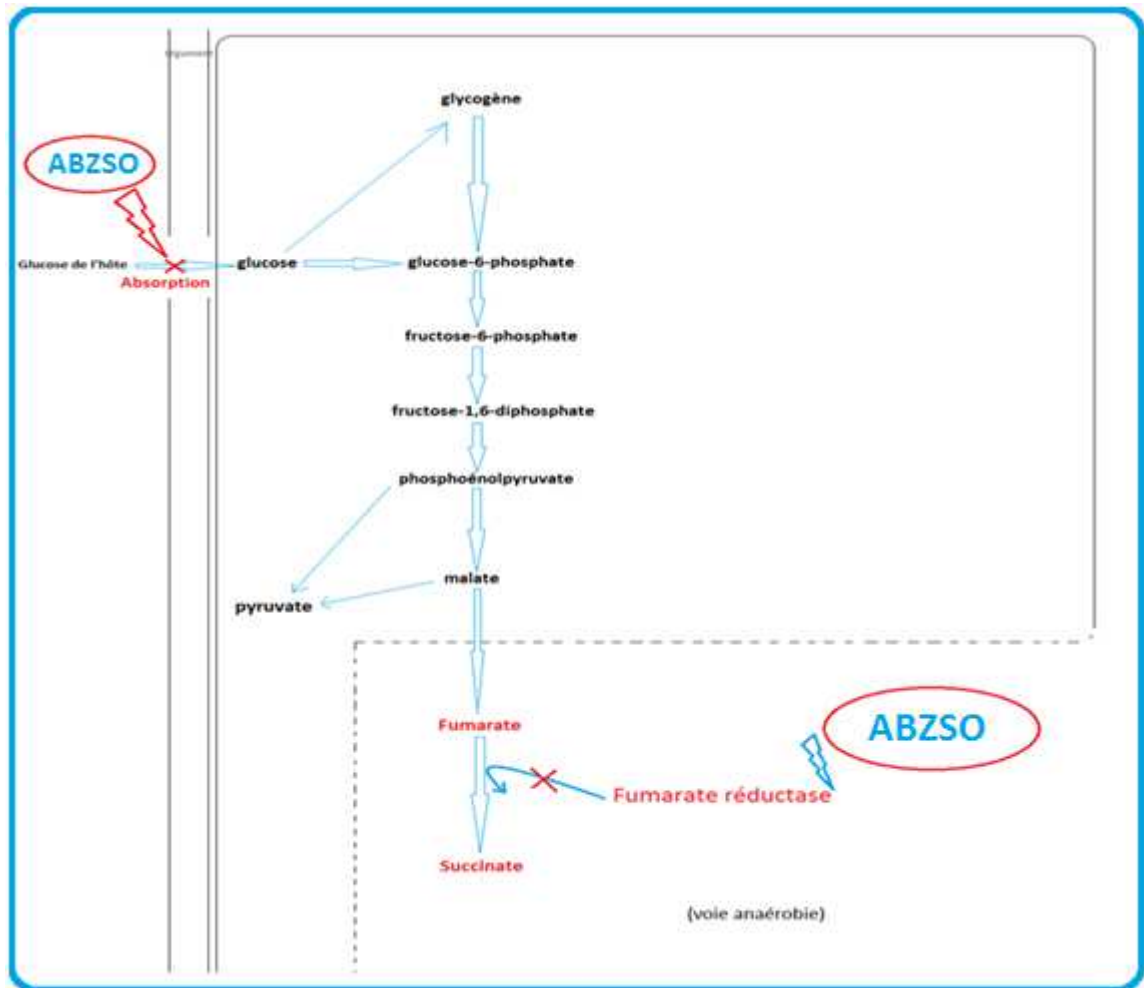 glycogène
ABZSO
Glucose de l'hôte
glucose
glucose-6-phosphate
Absorption
fructose-6-phosphate
fructose-1,6-diphosphate
phosphoénolpyruvate
malate
pyruvate
Fumarate
ABZSO
Fumarate réductase
Succinate
(voie anaérobie)